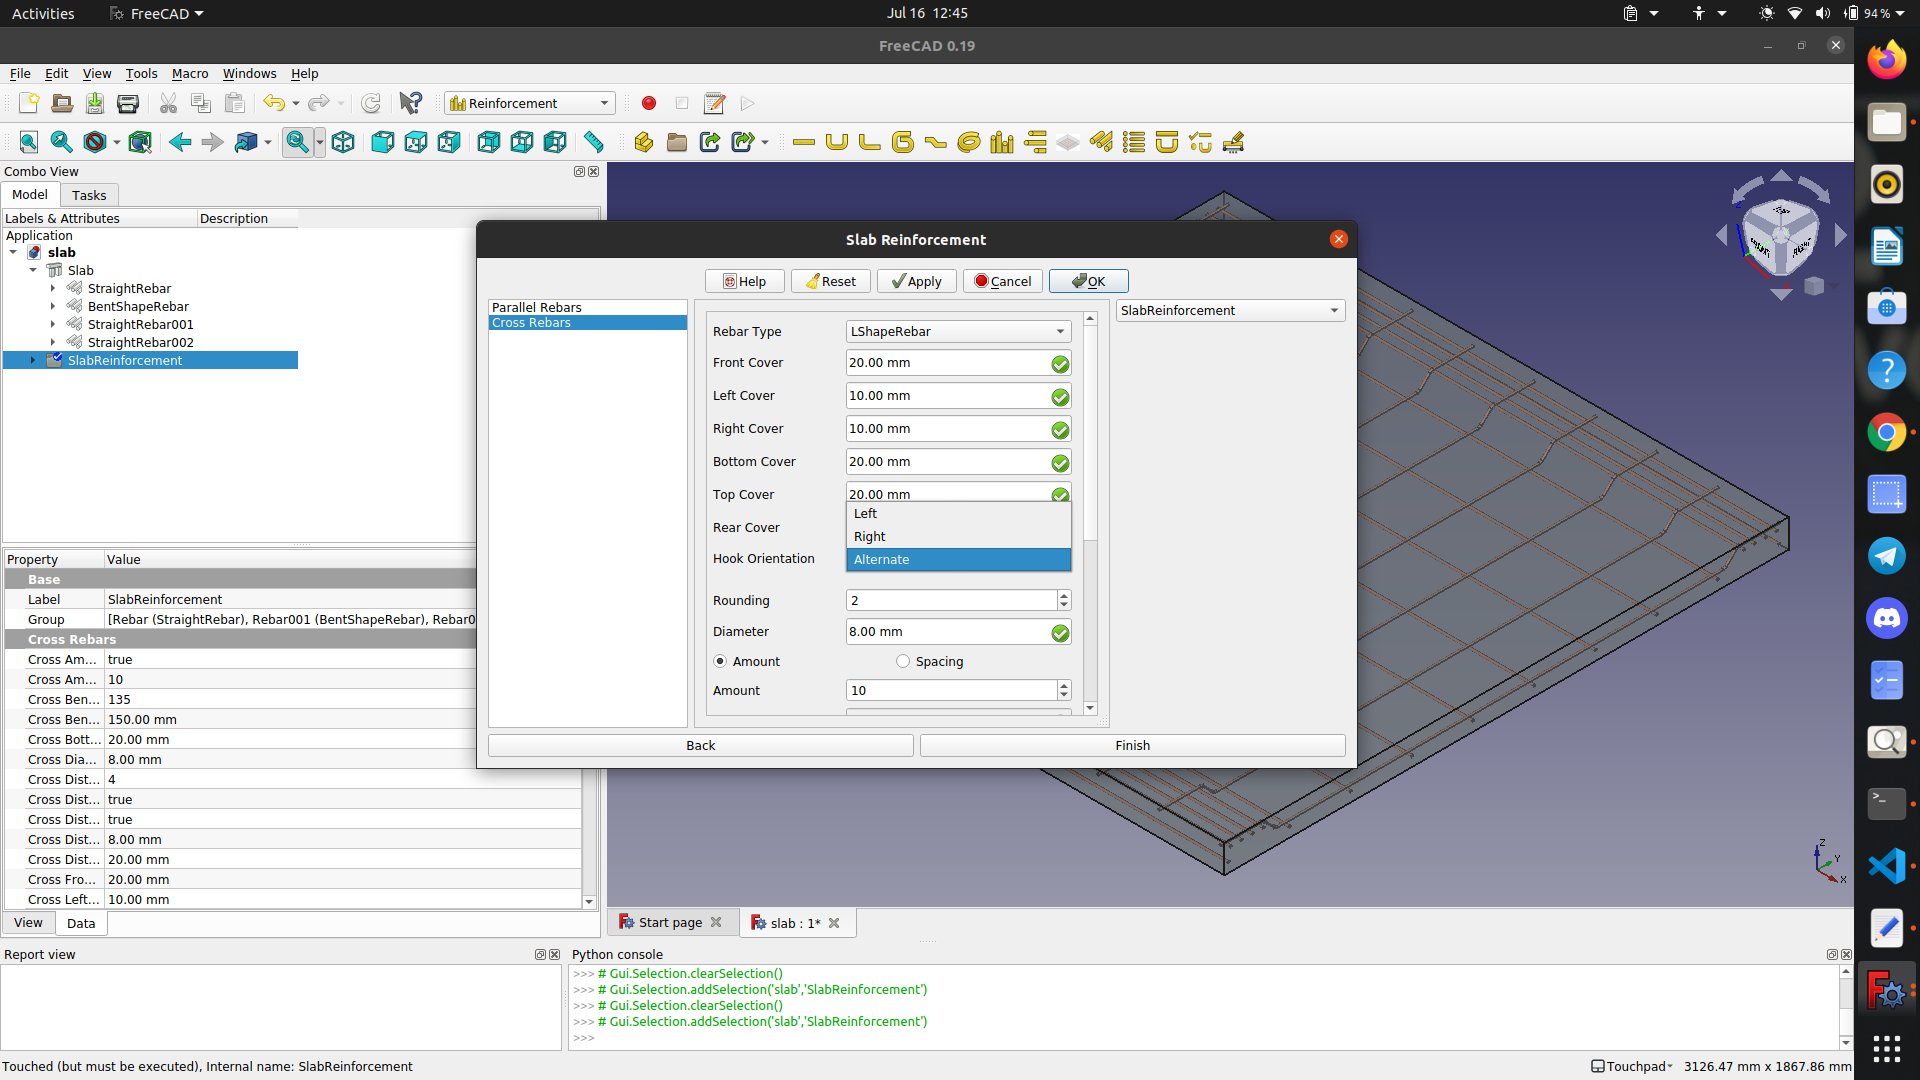 Activities
FreeCAD
Jul 16 12:45
94 %
FreeCAD 0.19
File Edit View Tools Macro Windows Help
Reinforcement
Combo View
Model Tasks
Labels & Attributes Description
Application
slab
Slab
StraightRebar
BentShapeRebar
StraightRebar001
StraightRebar002
SlabReinforcement
Property Value
Base
Label SlabReinforcement
Group [Rebar (StraightRebar), Rebar001 (BentShapeRebar), Rebar0
Cross Rebars
Cross Am... true
Cross Am... 10
Cross Ben... 135
Cross Ben... 150.00 mm
Cross Bott... 20.00 mm
Cross Dia... 8.00 mm
Cross Dist... 4
Cross Dist... true
Cross Dist... true
Cross Dist... 8.00 mm
Cross Dist... 20.00 mm
Cross Fro... 20.00 mm
Cross Left... 10.00 mm
View Data
Slab Reinforcement
Help Reset Apply Cancel OK
Parallel Rebars
Cross Rebars
Rebar Type LShapeRebar
Front Cover 20.00 mm
Left Cover 10.00 mm
Right Cover 10.00 mm
Bottom Cover 20.00 mm
Top Cover 20.00 mm
Rear Cover
Hook Orientation
Left
Right
Alternate
Rounding 2
Diameter 8.00 mm
Amount Spacing
Amount 10
SlabReinforcement
Back Finish
RIGHT
Z
Y
X
Start page
slab : 1*
Report view
Python console
>>> # Gui.Selection.clearSelection()
>>> # Gui.Selection.addSelection('slab','SlabReinforcement')
>>> # Gui.Selection.clearSelection()
>>> # Gui.Selection.addSelection('slab','SlabReinforcement')
>>>
Touched (but must be executed), Internal name: SlabReinforcement
Touchpad
3126.47 mm x 1867.86 mm